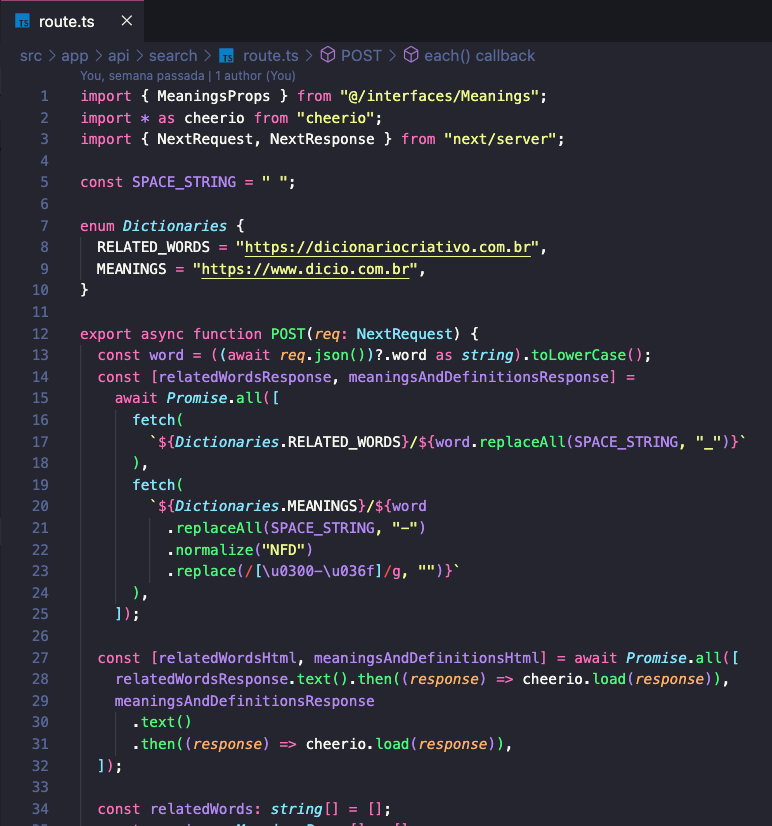 TS route.ts ×
src > app > api > search > TS route.ts > POST > each() callback
You, semana passada | 1 author (You)
1 import { MeaningsProps } from "@/interfaces/Meanings";
2 import * as cheerio from "cheerio";
3 import { NextRequest, NextResponse } from "next/server";
4
5 const SPACE_STRING = " ";
6
7 enum Dictionaries {
8   RELATED_WORDS = "https://dicionariocriativo.com.br",
9   MEANINGS = "https://www.dicio.com.br",
10 }
11
12 export async function POST(req: NextRequest) {
13   const word = ((await req.json())?.word as string).toLowerCase();
14   const [relatedWordsResponse, meaningsAndDefinitionsResponse] =
15     await Promise.all([
16       fetch(
17         `${Dictionaries.RELATED_WORDS}/${word.replaceAll(SPACE_STRING, "_")}`
18       ),
19       fetch(
20         `${Dictionaries.MEANINGS}/${word
21           .replaceAll(SPACE_STRING, "-")
22           .normalize("NFD")
23           .replace(/[\u0300-\u036f]/g, "")}`
24       ),
25     ]);
26
27   const [relatedWordsHtml, meaningsAndDefinitionsHtml] = await Promise.all([
28     relatedWordsResponse.text().then((response) => cheerio.load(response)),
29     meaningsAndDefinitionsResponse
30       .text()
31       .then((response) => cheerio.load(response)),
32   ]);
33
34   const relatedWords: string[] = [];